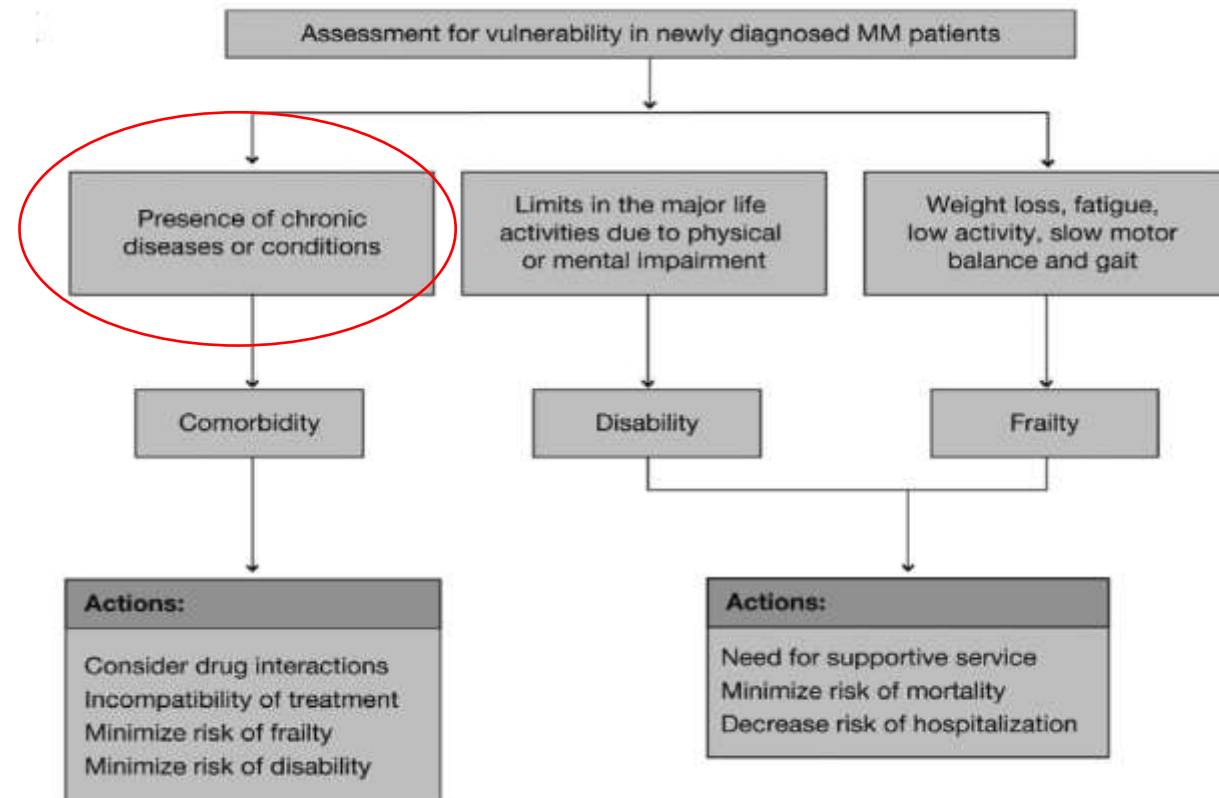 Assessment for vulnerability in newly diagnosed MM patients
Presence of chronic
diseases or conditions
Limits in the major life
activities due to physical
or mental impairment
Weight loss, fatigue,
low activity, slow motor
balance and gait
Comorbidity
Disability
Frailty
Actions:
Consider drug interactions
Incompatibility of treatment
Minimize risk of frailty
Minimize risk of disability
Actions:
Need for supportive service
Minimize risk of mortality
Decrease risk of hospitalization